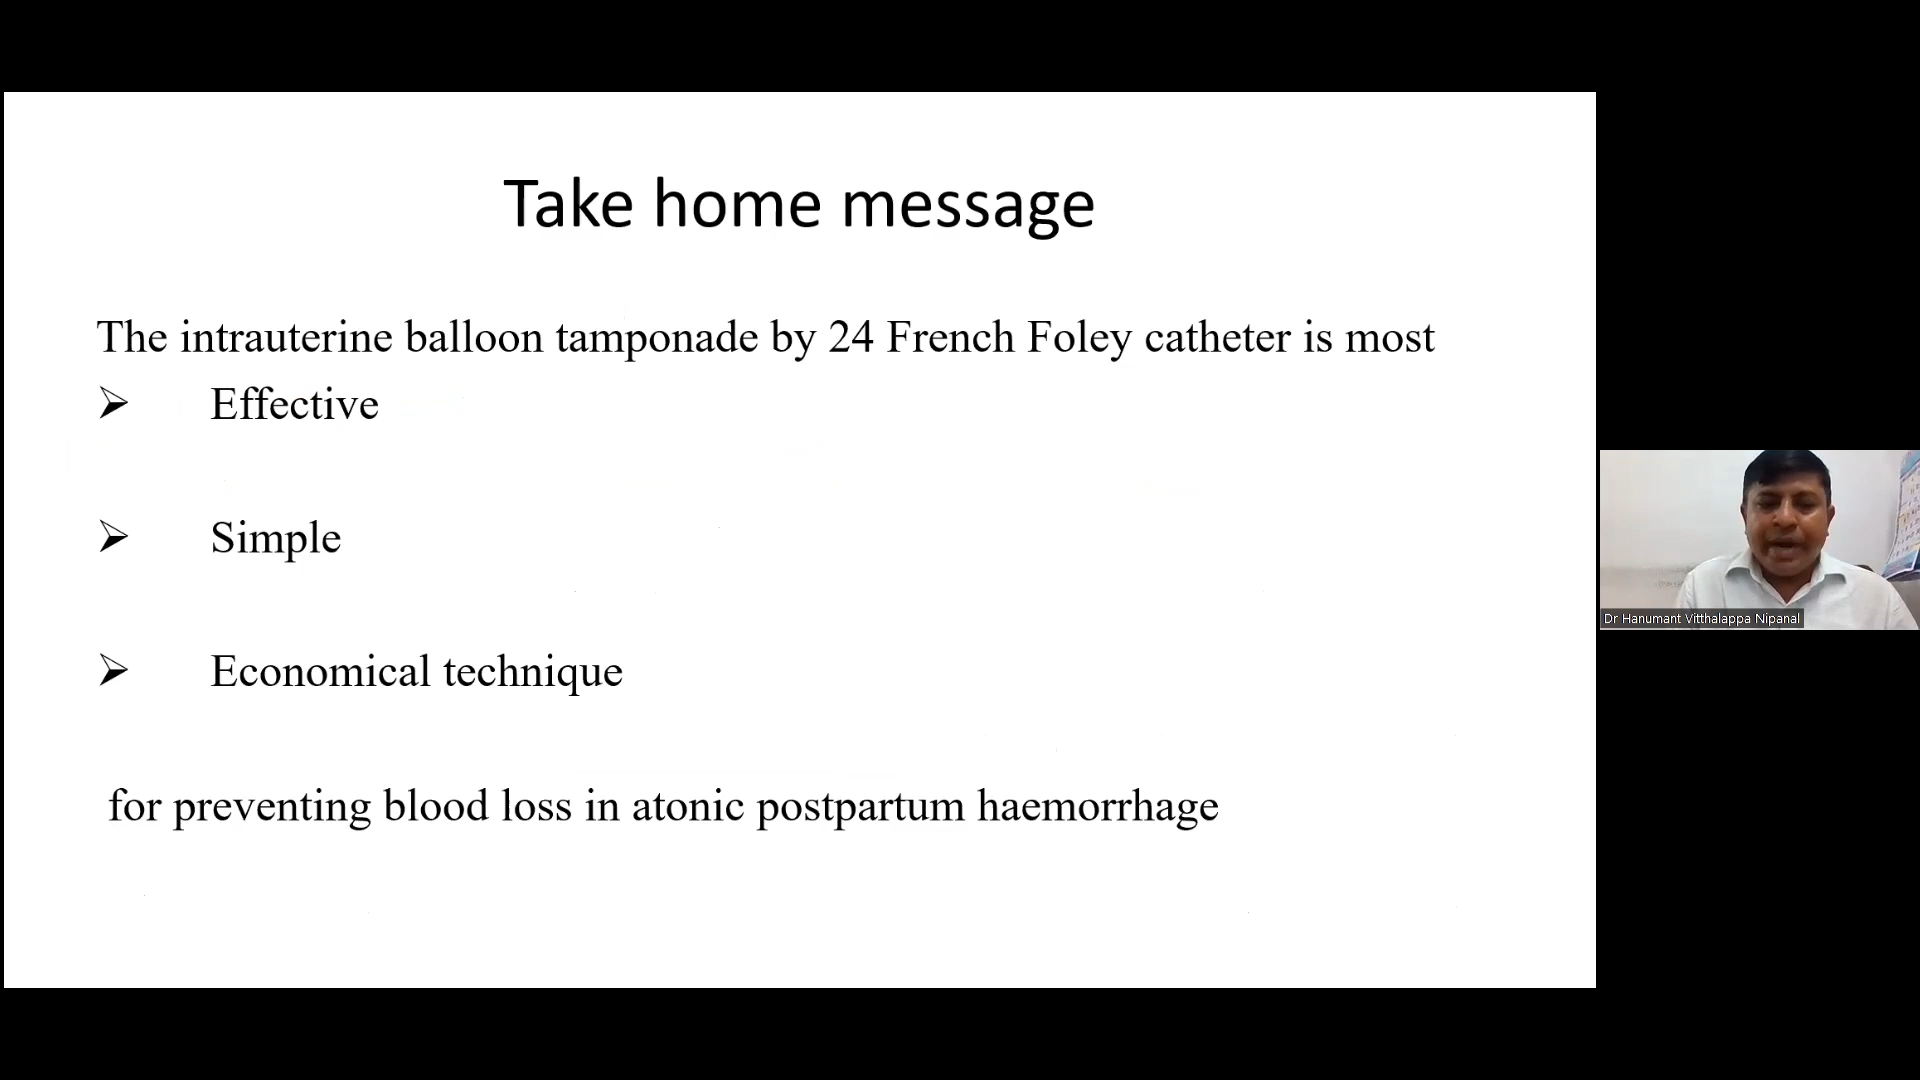 Take home message
The intrauterine balloon tamponade by 24 French Foley catheter is most
➢ Effective
➢ Simple
➢ Economical technique
for preventing blood loss in atonic postpartum haemorrhage
Dr Hanumant Vitthalappa Nipanal